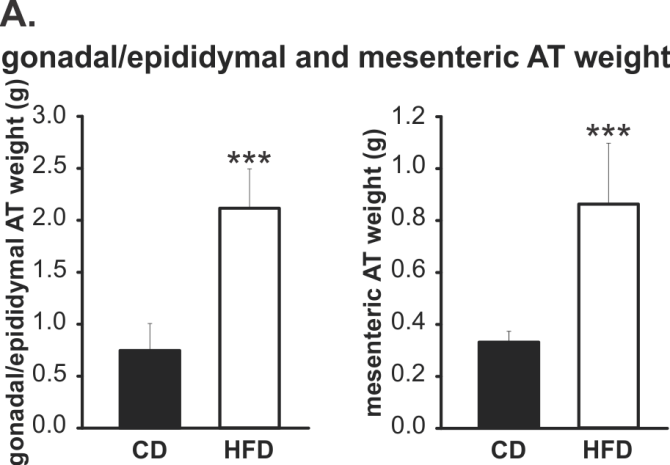 A.
gonadal/epididymal and mesenteric AT weight
gonadal/epididymal AT weight (g)
3.0
2.5
2.0
1.5
1.0
0.5
0.0
***
CD
HFD
mesenteric AT weight (g)
1.2
1.0
0.8
0.6
0.4
0.2
0.0
***
CD
HFD